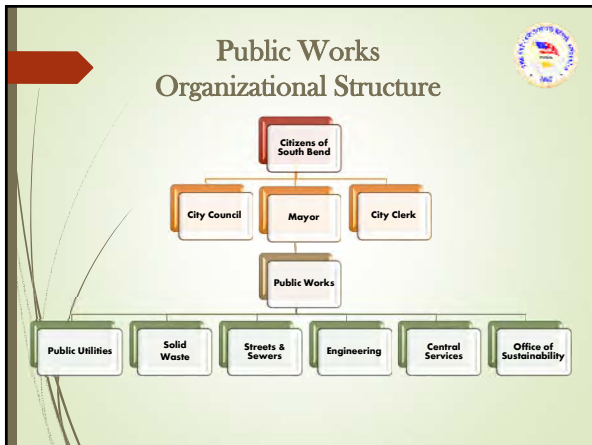 Public Works
Organizational Structure
Citizens of
South Bend
City Council
Mayor
City Clerk
Public Works
Public Utilities
Solid
Waste
Streets &
Sewers
Engineering
Central
Services
Office of
Sustainability